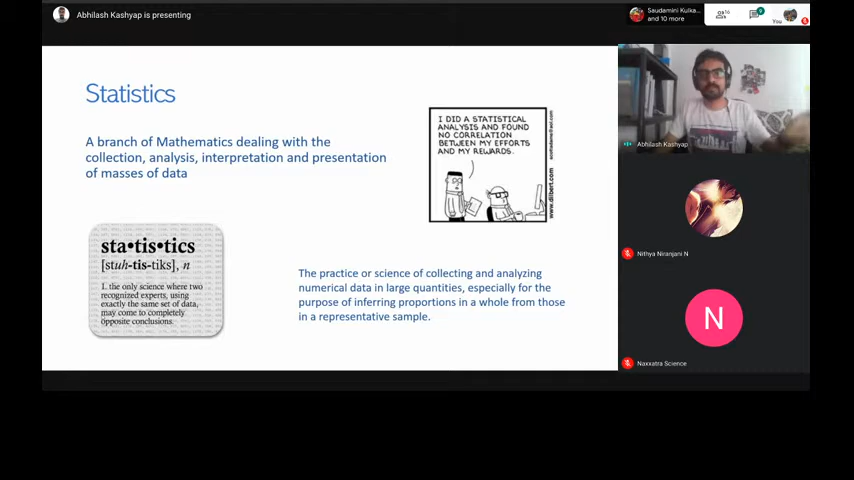 Abhilash Kashyap is presenting
Saudamini Kulka...
and 10 more
You
Statistics
A branch of Mathematics dealing with the
collection, analysis, interpretation and presentation
of masses of data
I DID A STATISTICAL
ANALYSIS AND FOUND
NO CORRELATION
BETWEEN MY EFFORTS
AND MY REWARDS.
www.dilbert.com
sta•tis•tics
[stuh-tis-tiks], n
1. the only science where two
recognized experts, using
exactly the same set of data,
may come to completely
opposite conclusions.
The practice or science of collecting and analyzing
numerical data in large quantities, especially for the
purpose of inferring proportions in a whole from those
in a representative sample.
Abhilash Kashyap
Nithya Niranjani N
N
Naxxatra Science